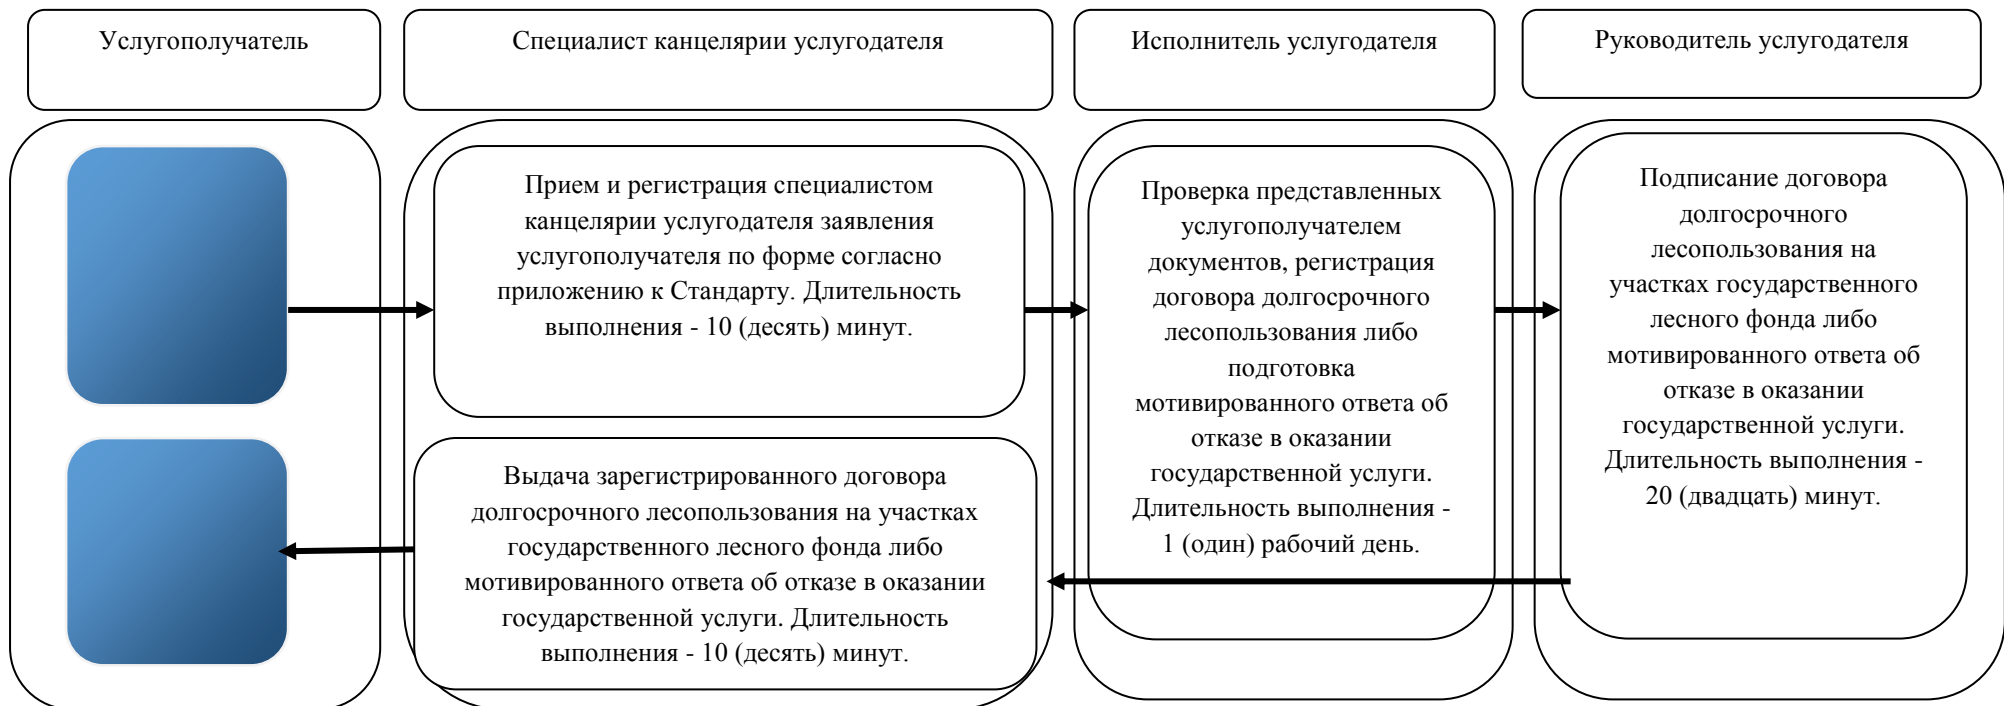 Услугополучатель
Специалист канцелярии услугодателя
Исполнитель услугодателя
Руководитель услугодателя
Прием и регистрация специалистом
канцелярии услугодателя заявления
услугополучателя по форме согласно
приложению к Стандарту. Длительность
выполнения - 10 (десять) минут.
Выдача зарегистрированного договора
долгосрочного лесопользования на участках
государственного лесного фонда либо
мотивированного ответа об отказе в оказании
государственной услуги. Длительность
выполнения - 10 (десять) минут.
Проверка представленных
услугополучателем
документов, регистрация
договора долгосрочного
лесопользования либо
подготовка
мотивированного ответа об
отказе в оказании
государственной услуги.
Длительность выполнения -
1 (один) рабочий день.
Подписание договора
долгосрочного
лесопользования на
участках государственного
лесного фонда либо
мотивированного ответа об
отказе в оказании
государственной услуги.
Длительность выполнения -
20 (двадцать) минут.